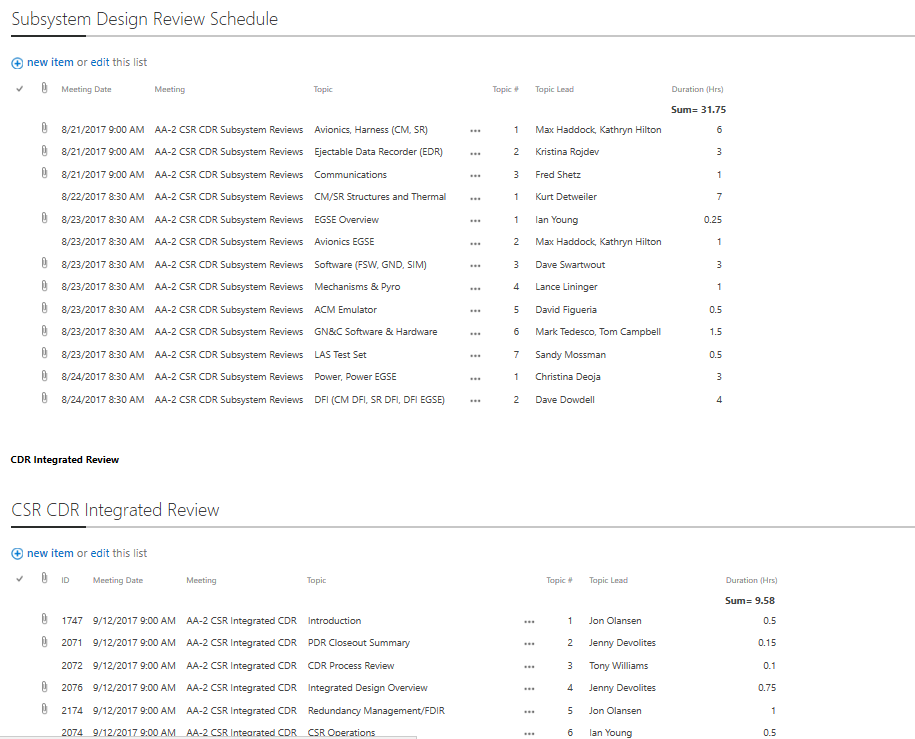 Subsystem Design Review Schedule
new item or edit this list
Meeting Date Meeting Topic Topic # Topic Lead Duration (Hrs)
Sum= 31.75
8/21/2017 9:00 AM AA-2 CSR CDR Subsystem Reviews Avionics, Harness (CM, SR) ... 1 Max Haddock, Kathryn Hilton 6
8/21/2017 9:00 AM AA-2 CSR CDR Subsystem Reviews Ejectable Data Recorder (EDR) ... 2 Kristina Rojdev 3
8/21/2017 9:00 AM AA-2 CSR CDR Subsystem Reviews Communications ... 3 Fred Shetz 1
8/22/2017 8:30 AM AA-2 CSR CDR Subsystem Reviews CM/SR Structures and Thermal ... 1 Kurt Detweiler 7
8/23/2017 8:30 AM AA-2 CSR CDR Subsystem Reviews EGSE Overview ... 1 Ian Young 0.25
8/23/2017 8:30 AM AA-2 CSR CDR Subsystem Reviews Avionics EGSE ... 2 Max Haddock, Kathryn Hilton 1
8/23/2017 8:30 AM AA-2 CSR CDR Subsystem Reviews Software (FSW, GND, SIM) ... 3 Dave Swartwout 3
8/23/2017 8:30 AM AA-2 CSR CDR Subsystem Reviews Mechanisms & Pyro ... 4 Lance Lininger 1
8/23/2017 8:30 AM AA-2 CSR CDR Subsystem Reviews ACM Emulator ... 5 David Figueria 0.5
8/23/2017 8:30 AM AA-2 CSR CDR Subsystem Reviews GN&C Software & Hardware ... 6 Mark Tedesco, Tom Campbell 1.5
8/23/2017 8:30 AM AA-2 CSR CDR Subsystem Reviews LAS Test Set ... 7 Sandy Mossman 0.5
8/24/2017 8:30 AM AA-2 CSR CDR Subsystem Reviews Power, Power EGSE ... 1 Christina Deoja 3
8/24/2017 8:30 AM AA-2 CSR CDR Subsystem Reviews DFI (CM DFI, SR DFI, DFI EGSE) ... 2 Dave Dowdell 4
CDR Integrated Review
CSR CDR Integrated Review
new item or edit this list
ID Meeting Date Meeting Topic Topic # Topic Lead Duration (Hrs)
Sum= 9.58
1747 9/12/2017 9:00 AM AA-2 CSR Integrated CDR Introduction ... 1 Jon Olansen 0.5
2071 9/12/2017 9:00 AM AA-2 CSR Integrated CDR PDR Closeout Summary ... 2 Jenny Devolites 0.15
2072 9/12/2017 9:00 AM AA-2 CSR Integrated CDR CDR Process Review ... 3 Tony Williams 0.1
2076 9/12/2017 9:00 AM AA-2 CSR Integrated CDR Integrated Design Overview ... 4 Jenny Devolites 0.75
2174 9/12/2017 9:00 AM AA-2 CSR Integrated CDR Redundancy Management/FDIR ... 5 Jon Olansen 1
2074 9/12/2017 9:00 AM AA-2 CSR Integrated CDR CSR Operations ... 6 Ian Young 0.5